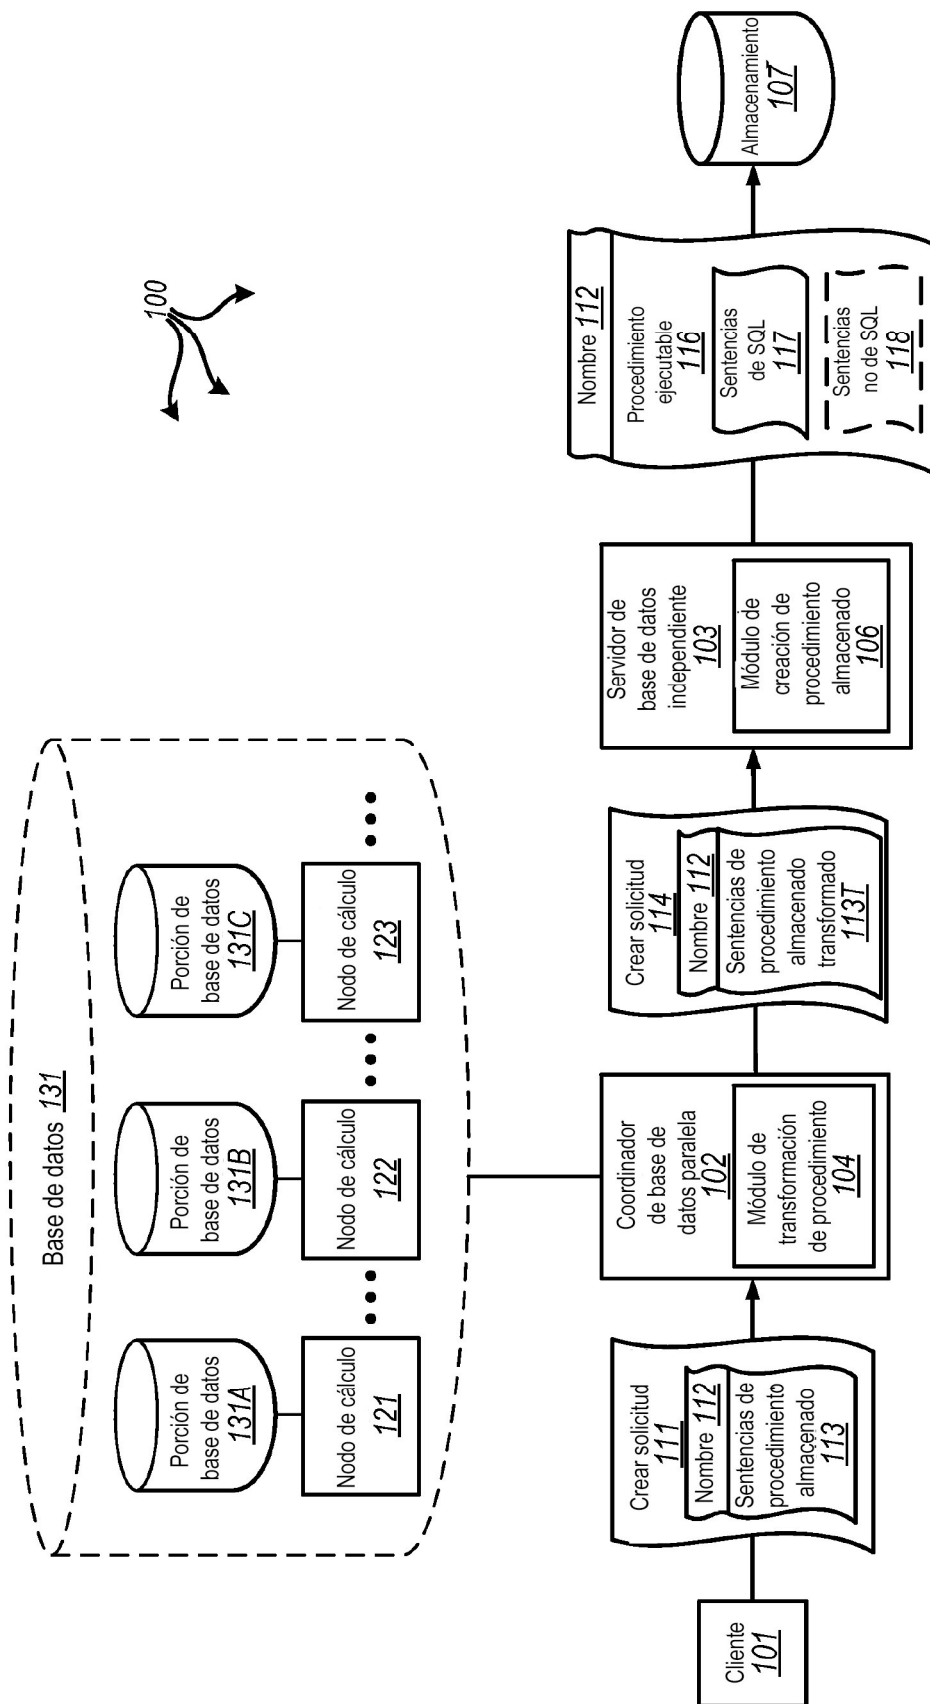 100
Base de datos 131
Porción de
base de datos
131A
Porción de
base de datos
131B
Porción de
base de datos
131C
Nodo de cálculo
121
Nodo de cálculo
122
Nodo de cálculo
123
Cliente
101
Crear solicitud
111
Nombre 112
Sentencias de
procedimiento
almacenado
113
Coordinador
de base de
datos paralela
102
Módulo de
transformación
de procedimiento
104
Crear solicitud
114
Nombre 112
Sentencias de
procedimiento
almacenado
transformado
113T
Servidor de
base de datos
independiente
103
Módulo de
creación de
procedimiento
almacenado
106
Nombre 112
Procedimiento
ejecutable
116
Sentencias
de SQL
117
Sentencias
no de SQL
118
Almacenamiento
107